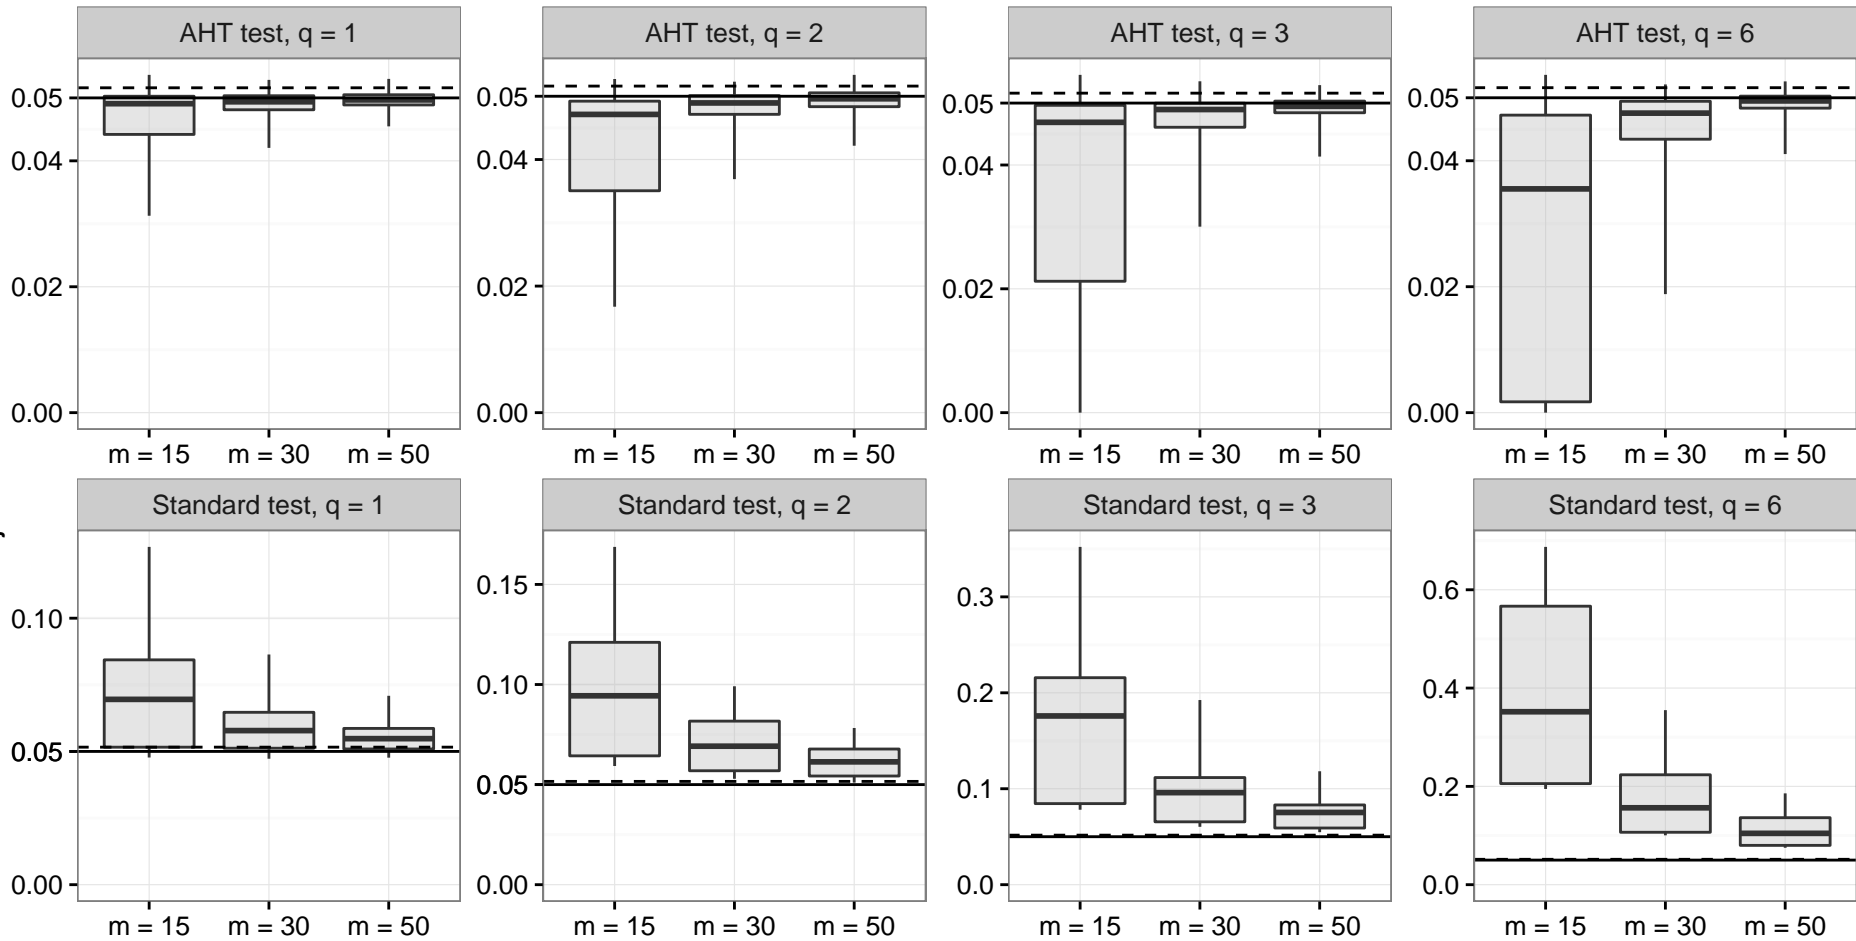 AHT test, q = 1
AHT test, q = 2
AHT test, q = 3
AHT test, q = 6
0.05
0.04
0.02
0.00
m = 15 m = 30 m = 50
0.05
0.04
0.02
0.00
m = 15 m = 30 m = 50
0.05
0.04
0.02
0.00
m = 15 m = 30 m = 50
0.05
0.04
0.02
0.00
m = 15 m = 30 m = 50
Standard test, q = 1
Standard test, q = 2
Standard test, q = 3
Standard test, q = 6
0.10
0.05
0.00
m = 15 m = 30 m = 50
0.15
0.10
0.05
0.00
m = 15 m = 30 m = 50
0.3
0.2
0.1
0.0
m = 15 m = 30 m = 50
0.6
0.4
0.2
0.0
m = 15 m = 30 m = 50